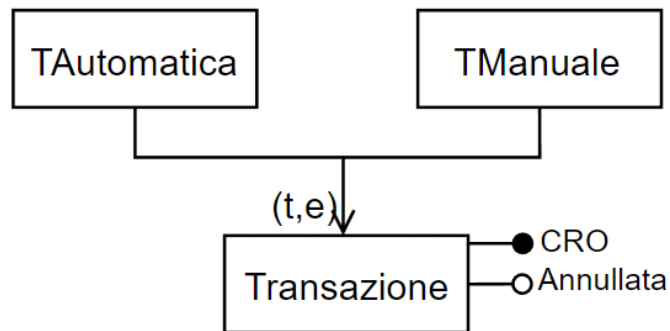 TAutomatica
TManuale
(t,e)
CRO
Annullata
Transazione